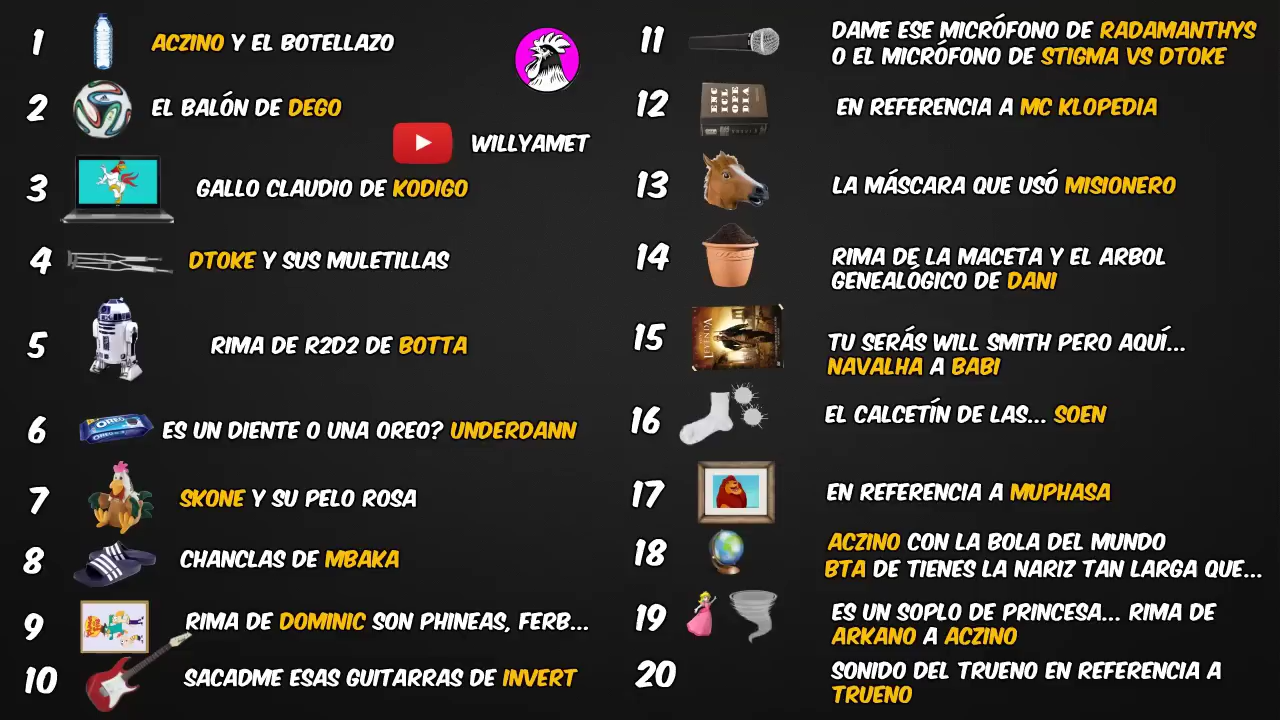 1
ACZINO Y EL BOTELLAZO
2
EL BALÓN DE DEGO
WILLYAMET
3
GALLO CLAUDIO DE KODIGO
4
DTOKE Y SUS MULETILLAS
5
RIMA DE R2D2 DE BOTTA
6
OREO
ES UN DIENTE O UNA OREO? UNDERDANN
7
SKONE Y SU PELO ROSA
8
CHANCLAS DE MBAKA
9
RIMA DE DOMINIC SON PHINEAS, FERB...
10
SACADME ESAS GUITARRAS DE INVERT
11
DAME ESE MICRÓFONO DE RADAMANTHYS
O EL MICRÓFONO DE STIGMA VS DTOKE
12
ENC
ICL
OPE
DIA
EN REFERENCIA A MC KLOPEDIA
13
LA MÁSCARA QUE USÓ MISIONERO
14
RIMA DE LA MACETA Y EL ARBOL
GENEALÓGICO DE DANI
15
TU SERÁS WILL SMITH PERO AQUÍ...
NAVALHA A BABI
16
EL CALCETÍN DE LAS... SOEN
17
EN REFERENCIA A MUPHASA
18
ACZINO CON LA BOLA DEL MUNDO
BTA DE TIENES LA NARIZ TAN LARGA QUE...
19
ES UN SOPLO DE PRINCESA... RIMA DE
ARKANO A ACZINO
20
SONIDO DEL TRUENO EN REFERENCIA A
TRUENO